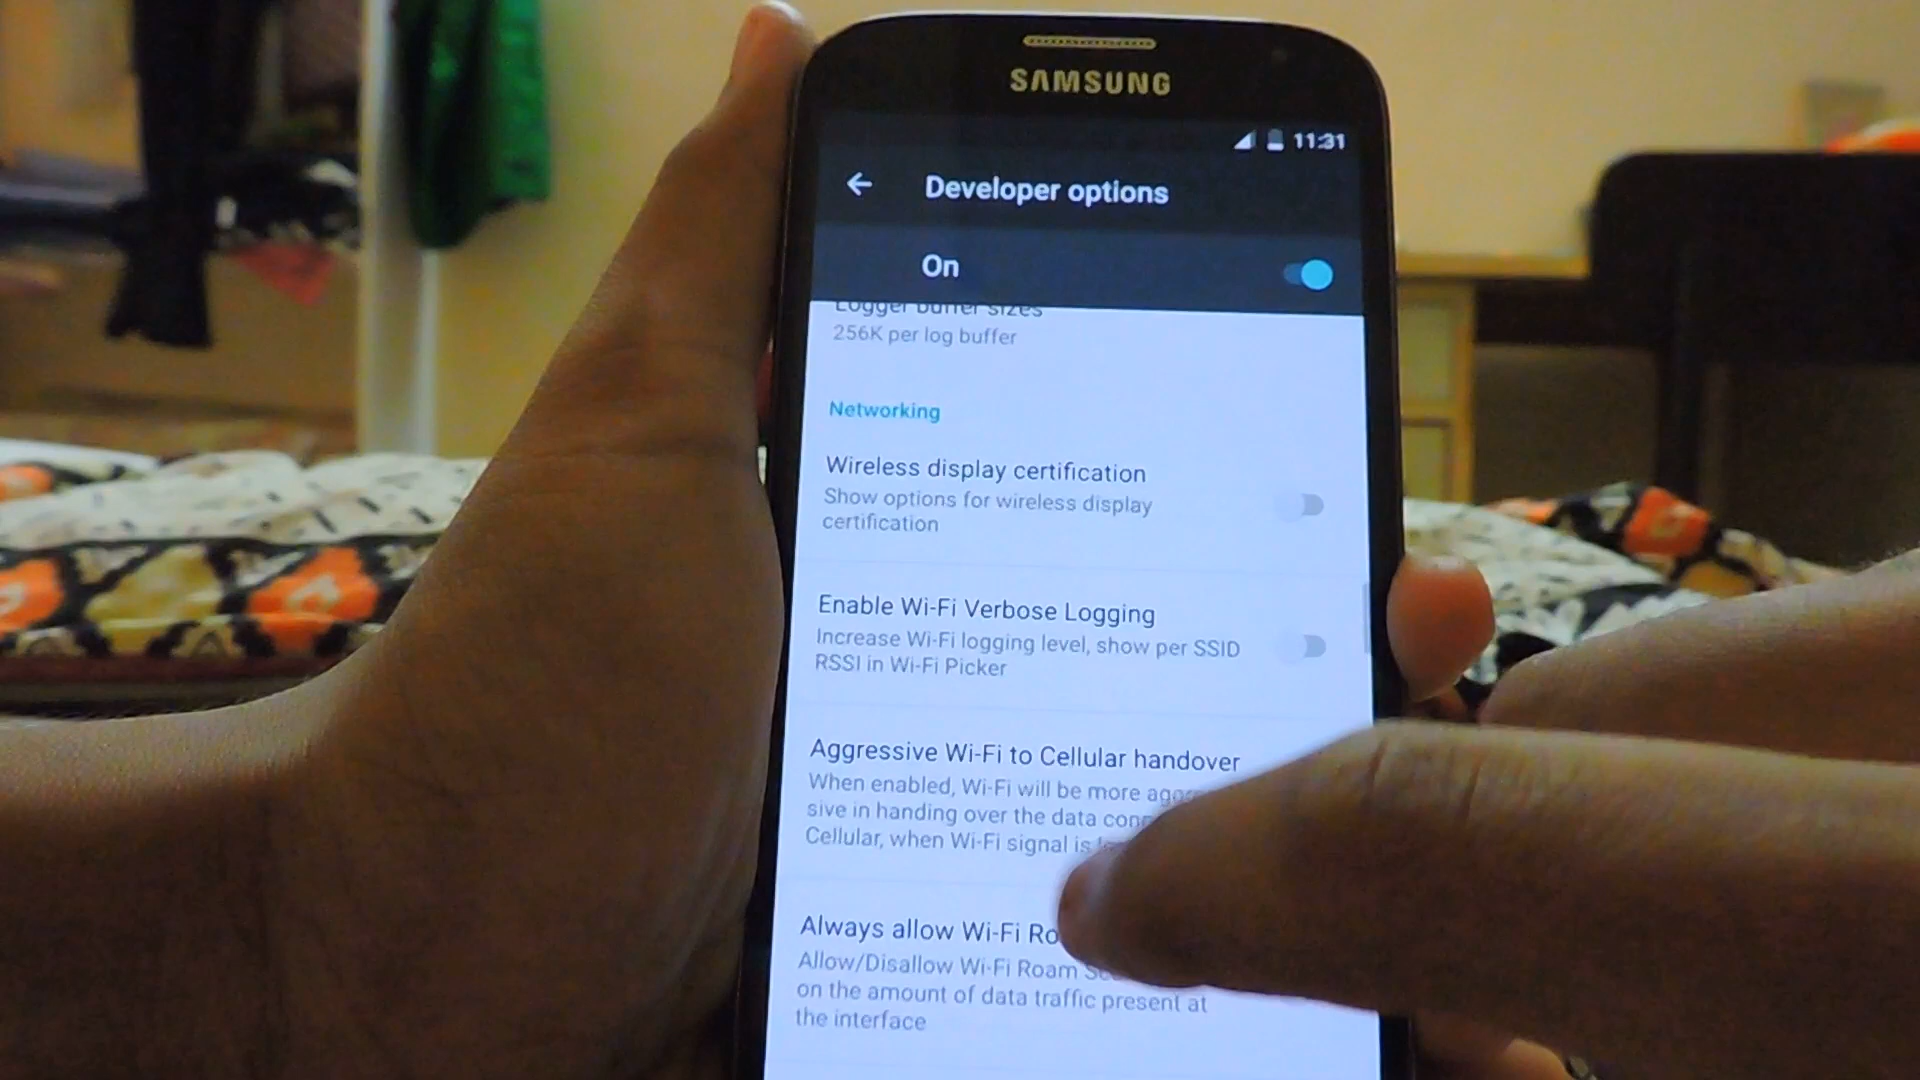 SAMSUNG
11:31
Developer options
On
Logger buffer sizes
256K per log buffer
Networking
Wireless display certification
Show options for wireless display
certification
Enable Wi-Fi Verbose Logging
Increase Wi-Fi logging level, show per SSID
RSSI in Wi-Fi Picker
Aggressive Wi-Fi to Cellular handover
When enabled, Wi-Fi will be more
sive in handing over the data
Cellular, when Wi-Fi signal is
Always allow Wi-Fi
Allow/Disallow Wi-Fi Roam
on the amount of data traffic present at
the interface